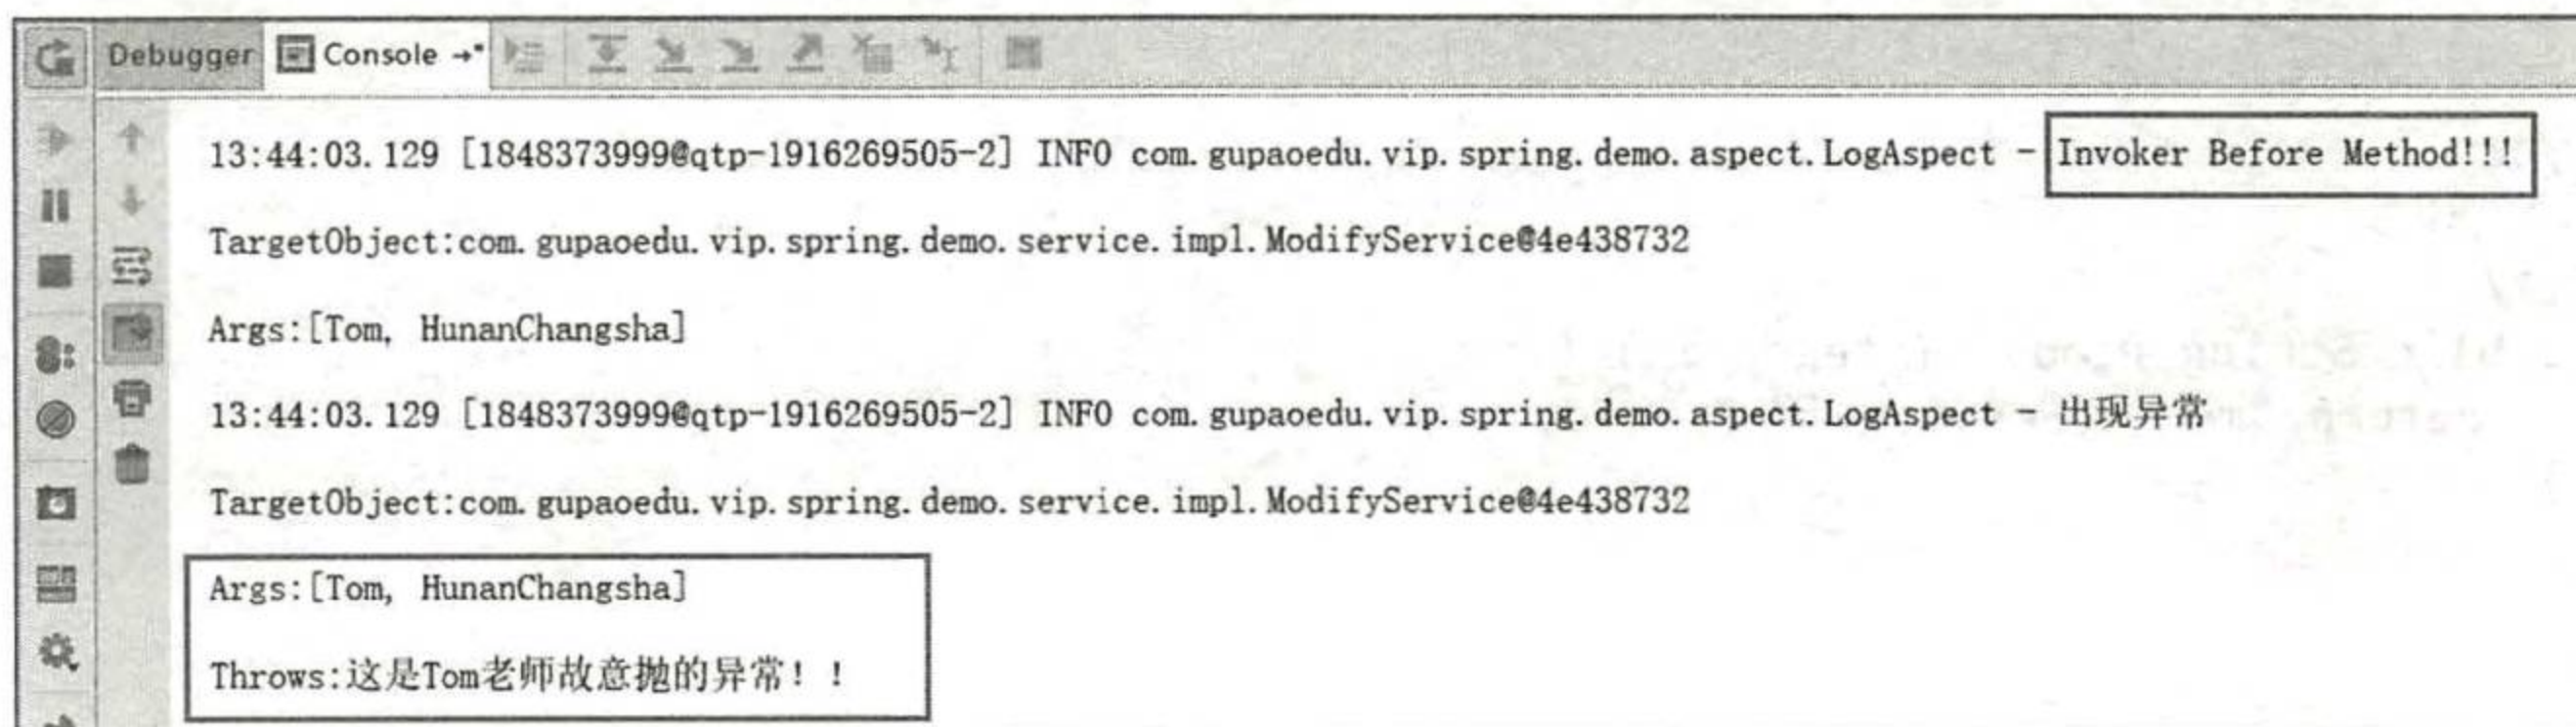 Debugger Console
13:44:03.129 [1848373999@qtp-1916269505-2] INFO com.gupaoedu.vip.spring.demo.aspect.LogAspect - Invoker Before Method!!!
TargetObject:com.gupaoedu.vip.spring.demo.service.impl.ModifyService@4e438732
Args:[Tom, HunanChangsha]
13:44:03.129 [1848373999@qtp-1916269505-2] INFO com.gupaoedu.vip.spring.demo.aspect.LogAspect - 出现异常
TargetObject:com.gupaoedu.vip.spring.demo.service.impl.ModifyService@4e438732
Args:[Tom, HunanChangsha]
Throws:这是Tom老师故意抛的异常！！